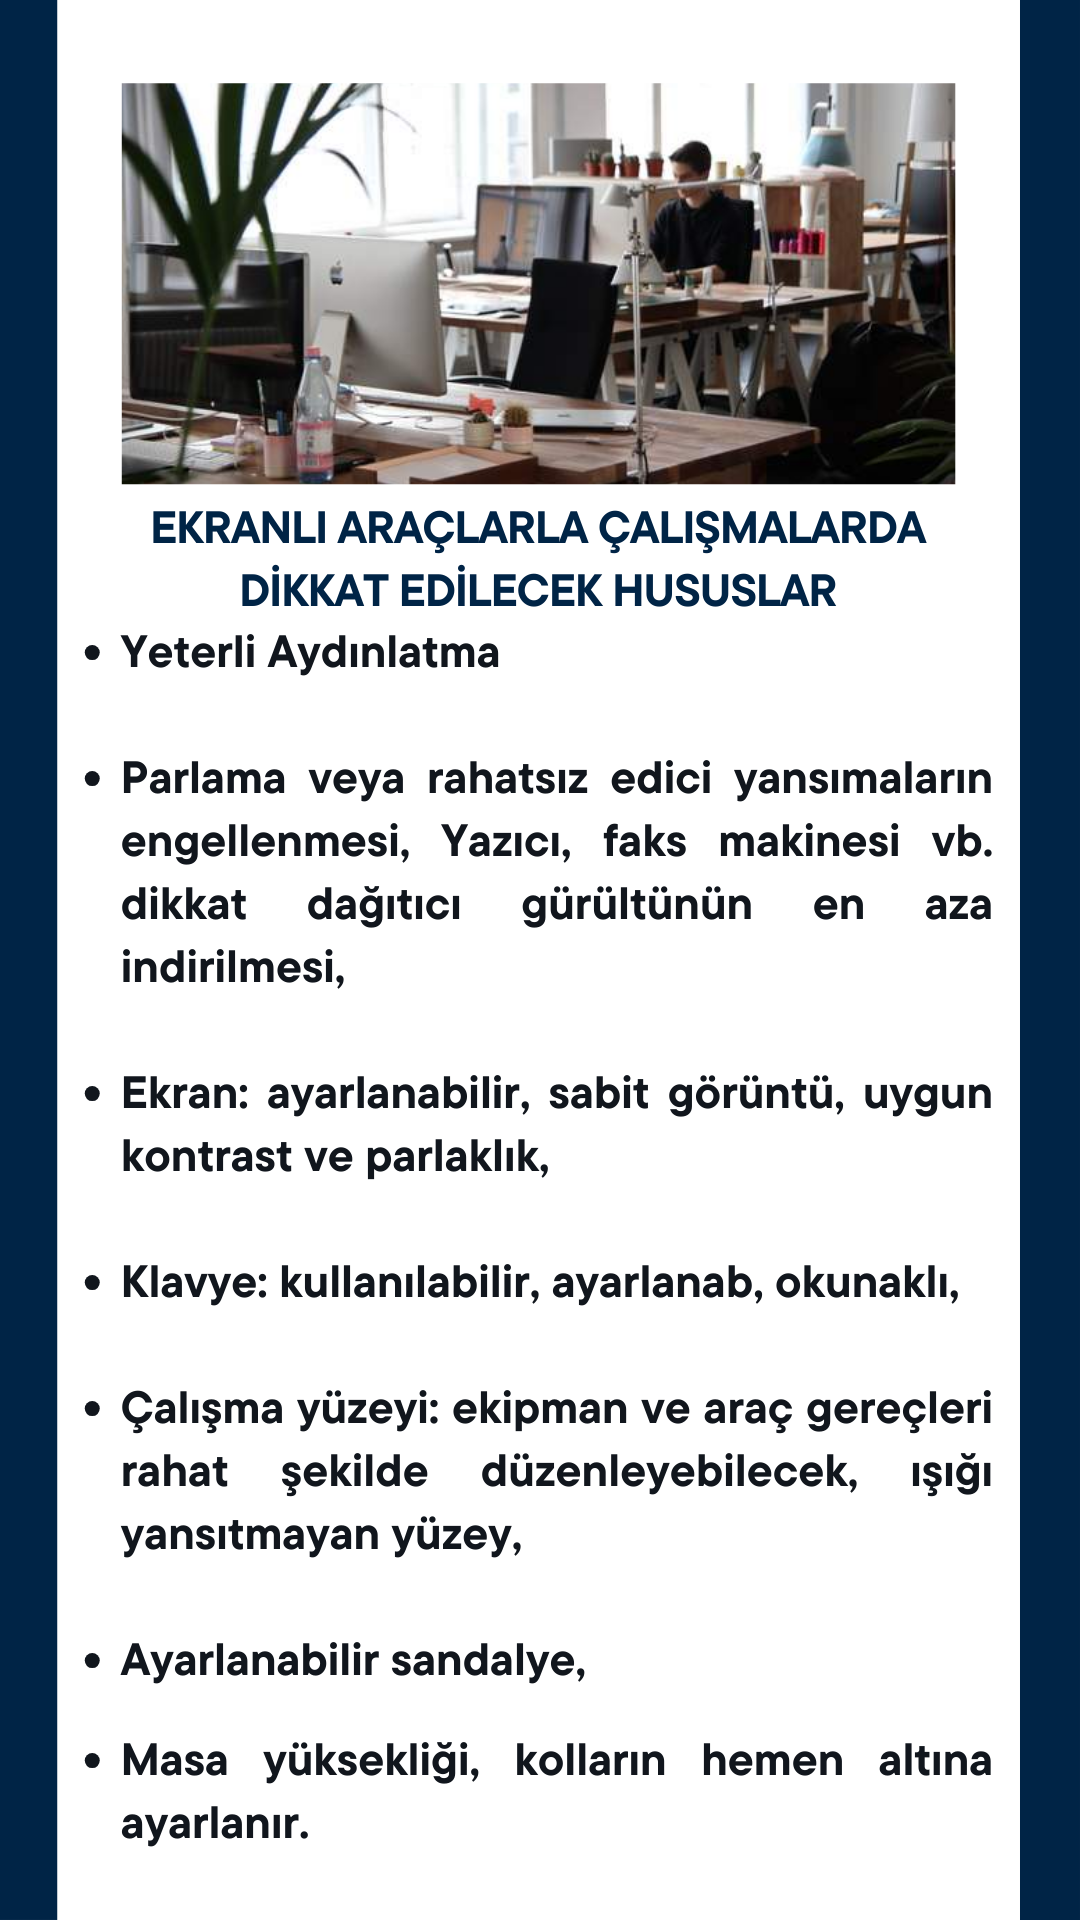 EKRANLI ARAÇLARLA ÇALIŞMALARDA
DİKKAT EDİLECEK HUSUSLAR
• Yeterli Aydınlatma
• Parlama veya rahatsız edici yansımaların
engellenmesi, Yazıcı, faks makinesi vb.
dikkat dağıtıcı gürültünün en aza
indirilmesi,
• Ekran: ayarlanabilir, sabit görüntü, uygun
kontrast ve parlaklık,
• Klavye: kullanılabilir, ayarlanab, okunaklı,
• Çalışma yüzeyi: ekipman ve araç gereçleri
rahat şekilde düzenleyebilecek, ışığı
yansıtmayan yüzey,
• Ayarlanabilir sandalye,
• Masa yüksekliği, kolların hemen altına
ayarlanır.